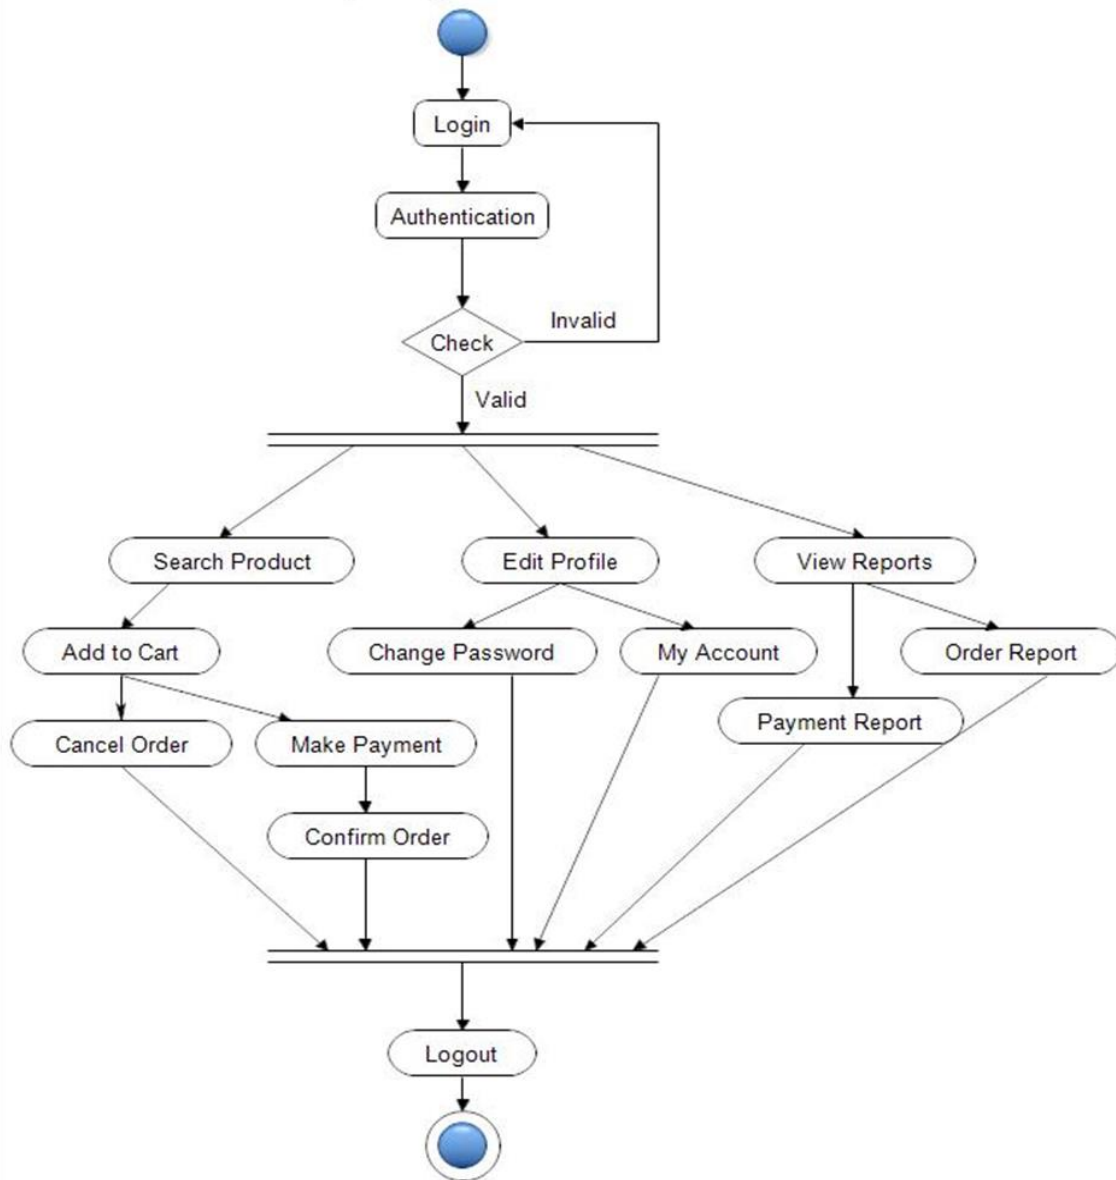 Login
Authentication
Check
Invalid
Valid
Search Product
Edit Profile
View Reports
Add to Cart
Change Password
My Account
Order Report
Payment Report
Cancel Order
Make Payment
Confirm Order
Logout